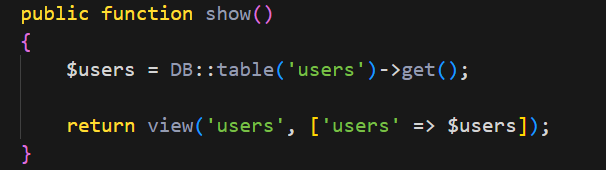 public function show()
{
    $users = DB::table('users')->get();

    return view('users', ['users' => $users]);
}